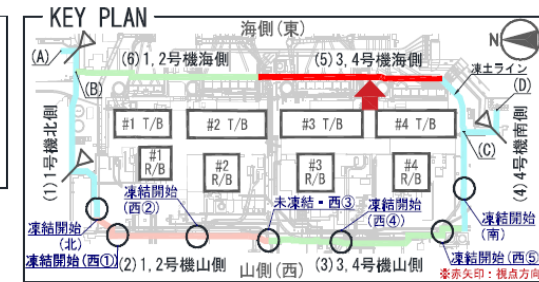 KEY PLAN
海側(東)
N
(A)
(6)1,2号機海側
(5)3,4号機海側
凍土ライン
(B)
(D)
#1 T/B
#2 T/B
#3 T/B
#4 T/B
(C)
(1)1号機北側
(4)4号機南側
#1
R/B
#2
R/B
#3
R/B
#4
R/B
凍結開始
(西②)
未凍結・西③
凍結開始
(西④)
凍結開始
(北)
凍結開始
(南)
凍結開始(西①)
(2)1,2号機山側
山側(西)
(3)3,4号機山側
凍結開始(西⑤)
※赤矢印:視点方向